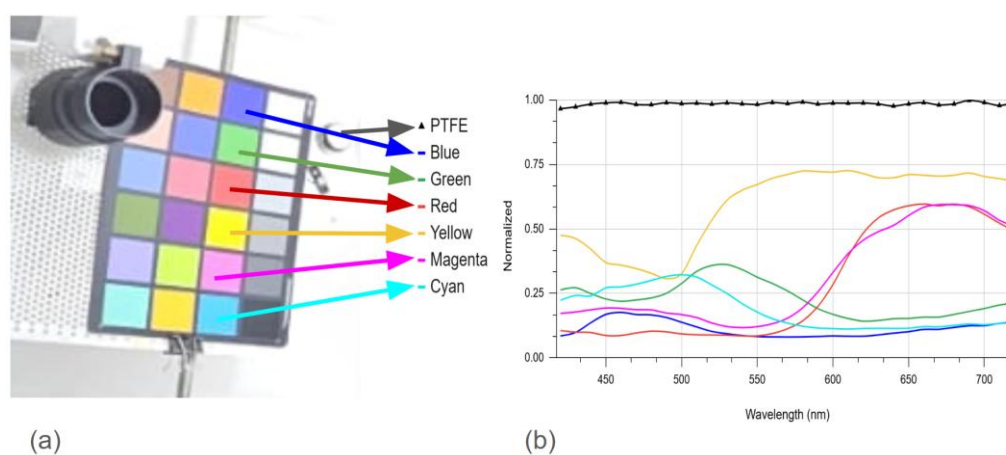 ▲ PTFE
- Blue
- Green
- Red
- Yellow
- Magenta
- Cyan
(a)
Normalized
1.00
0.75
0.50
0.25
0.00
450 500 550 600 650 700
Wavelength (nm)
(b)